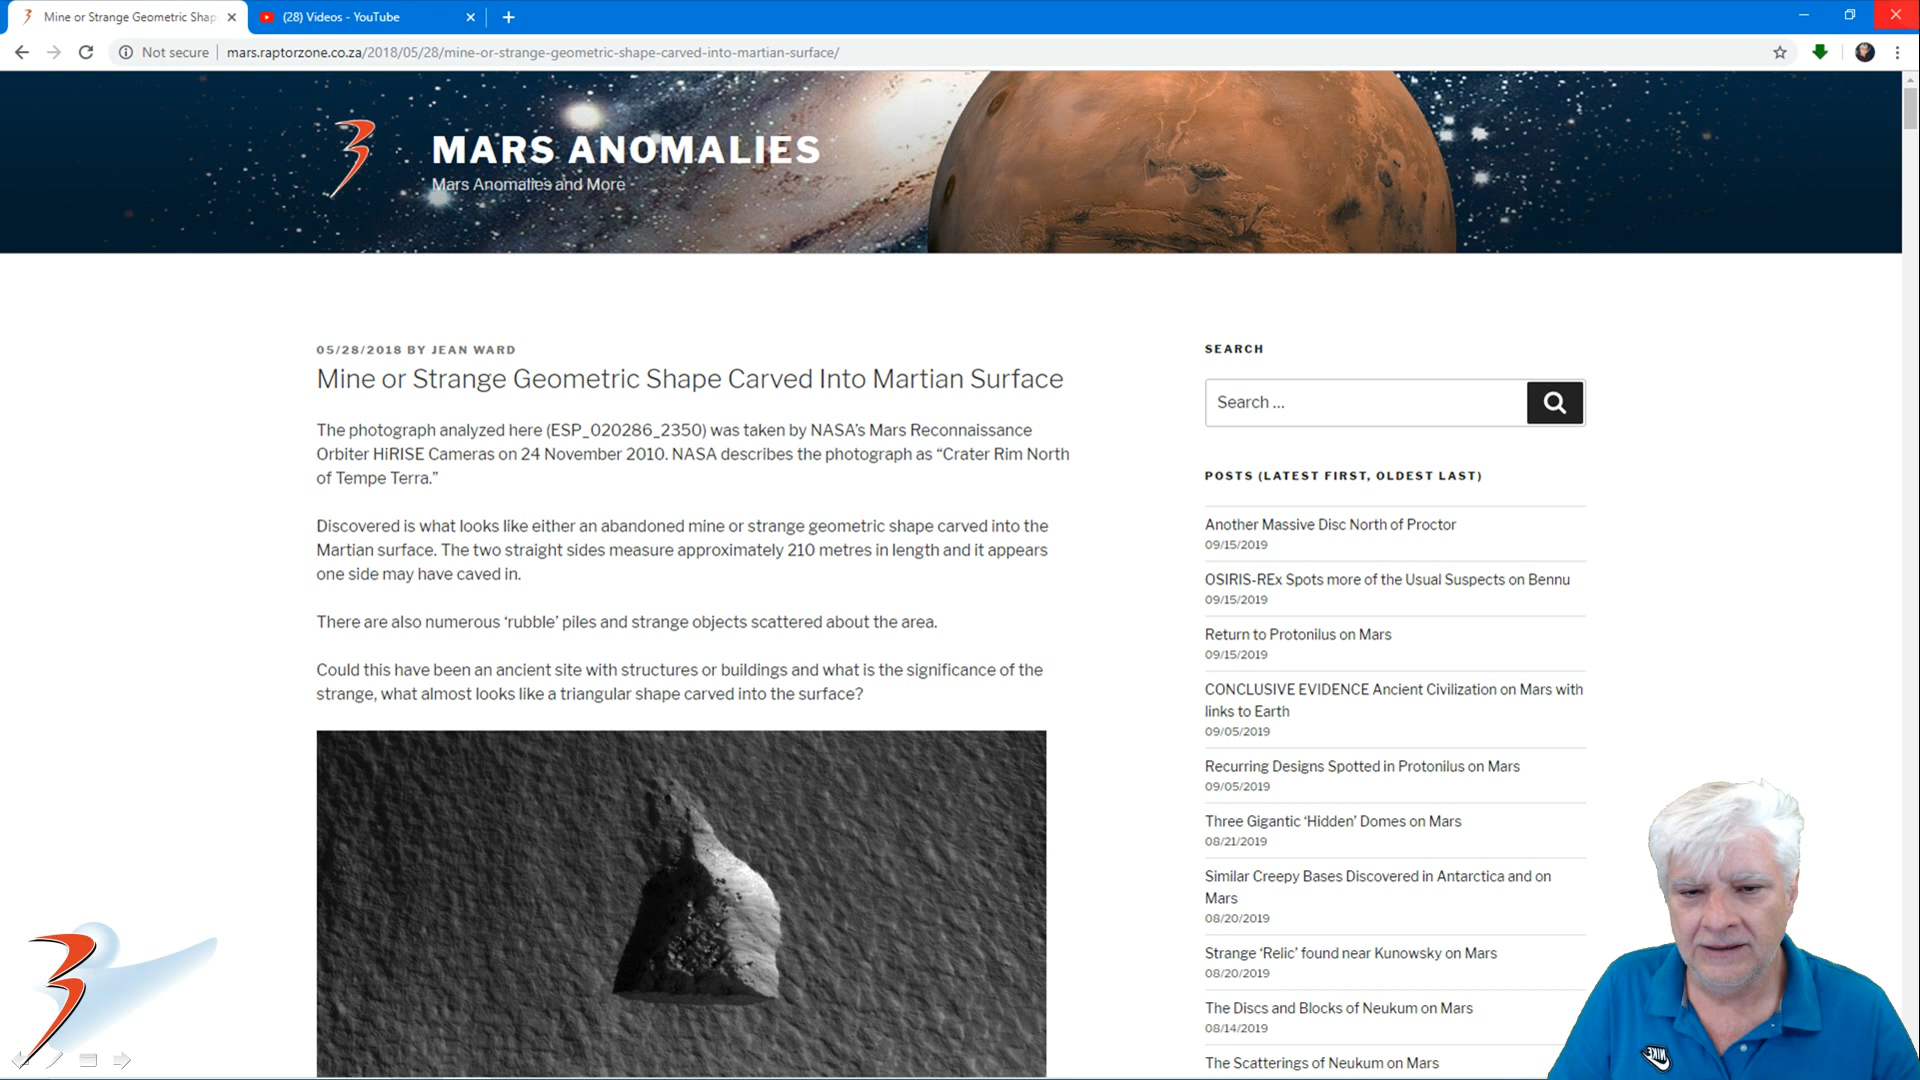 Mine or Strange Geometric Shap
(28) Videos - YouTube
Not secure
mars.raptorzone.co.za/2018/05/28/mine-or-strange-geometric-shape-carved-into-martian-surface/
MARS ANOMALIES
Mars Anomalies and More
05/28/2018 BY JEAN WARD
Mine or Strange Geometric Shape Carved Into Martian Surface
The photograph analyzed here (ESP_020286_2350) was taken by NASA’s Mars Reconnaissance
Orbiter HiRISE Cameras on 24 November 2010. NASA describes the photograph as “Crater Rim North
of Tempe Terra.”
Discovered is what looks like either an abandoned mine or strange geometric shape carved into the
Martian surface. The two straight sides measure approximately 210 metres in length and it appears
one side may have caved in.
There are also numerous ‘rubble’ piles and strange objects scattered about the area.
Could this have been an ancient site with structures or buildings and what is the significance of the
strange, what almost looks like a triangular shape carved into the surface?
SEARCH
Search …
POSTS (LATEST FIRST, OLDEST LAST)
Another Massive Disc North of Proctor
09/15/2019
OSIRIS-REx Spots more of the Usual Suspects on Bennu
09/15/2019
Return to Protonilus on Mars
09/15/2019
CONCLUSIVE EVIDENCE Ancient Civilization on Mars with
links to Earth
09/05/2019
Recurring Designs Spotted in Protonilus on Mars
09/05/2019
Three Gigantic ‘Hidden’ Domes on Mars
08/21/2019
Similar Creepy Bases Discovered in Antarctica and on
Mars
08/20/2019
Strange ‘Relic’ found near Kunowsky on Mars
08/20/2019
The Discs and Blocks of Neukum on Mars
08/14/2019
The Scatterings of Neukum on Mars
NIKE